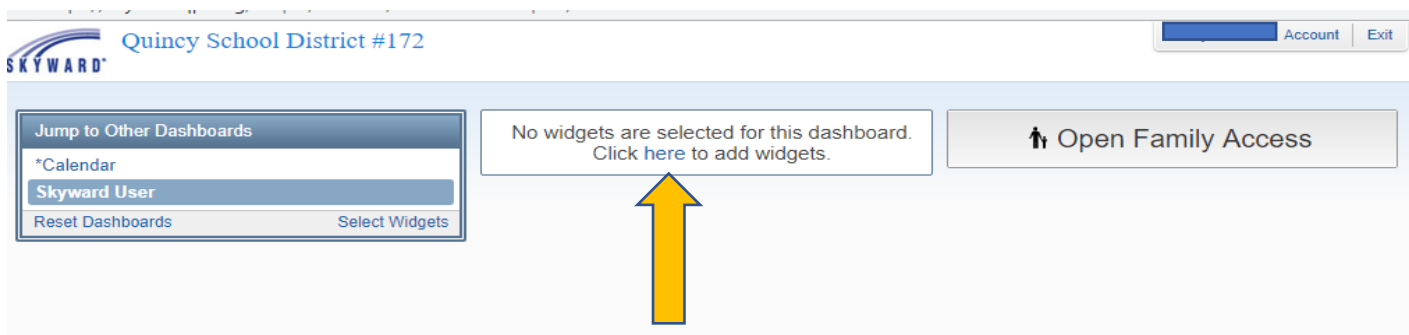 Quincy School District #172
SKYWARD
Account Exit
Jump to Other Dashboards
*Calendar
Skyward User
Reset Dashboards Select Widgets
No widgets are selected for this dashboard.
Click here to add widgets.
Open Family Access